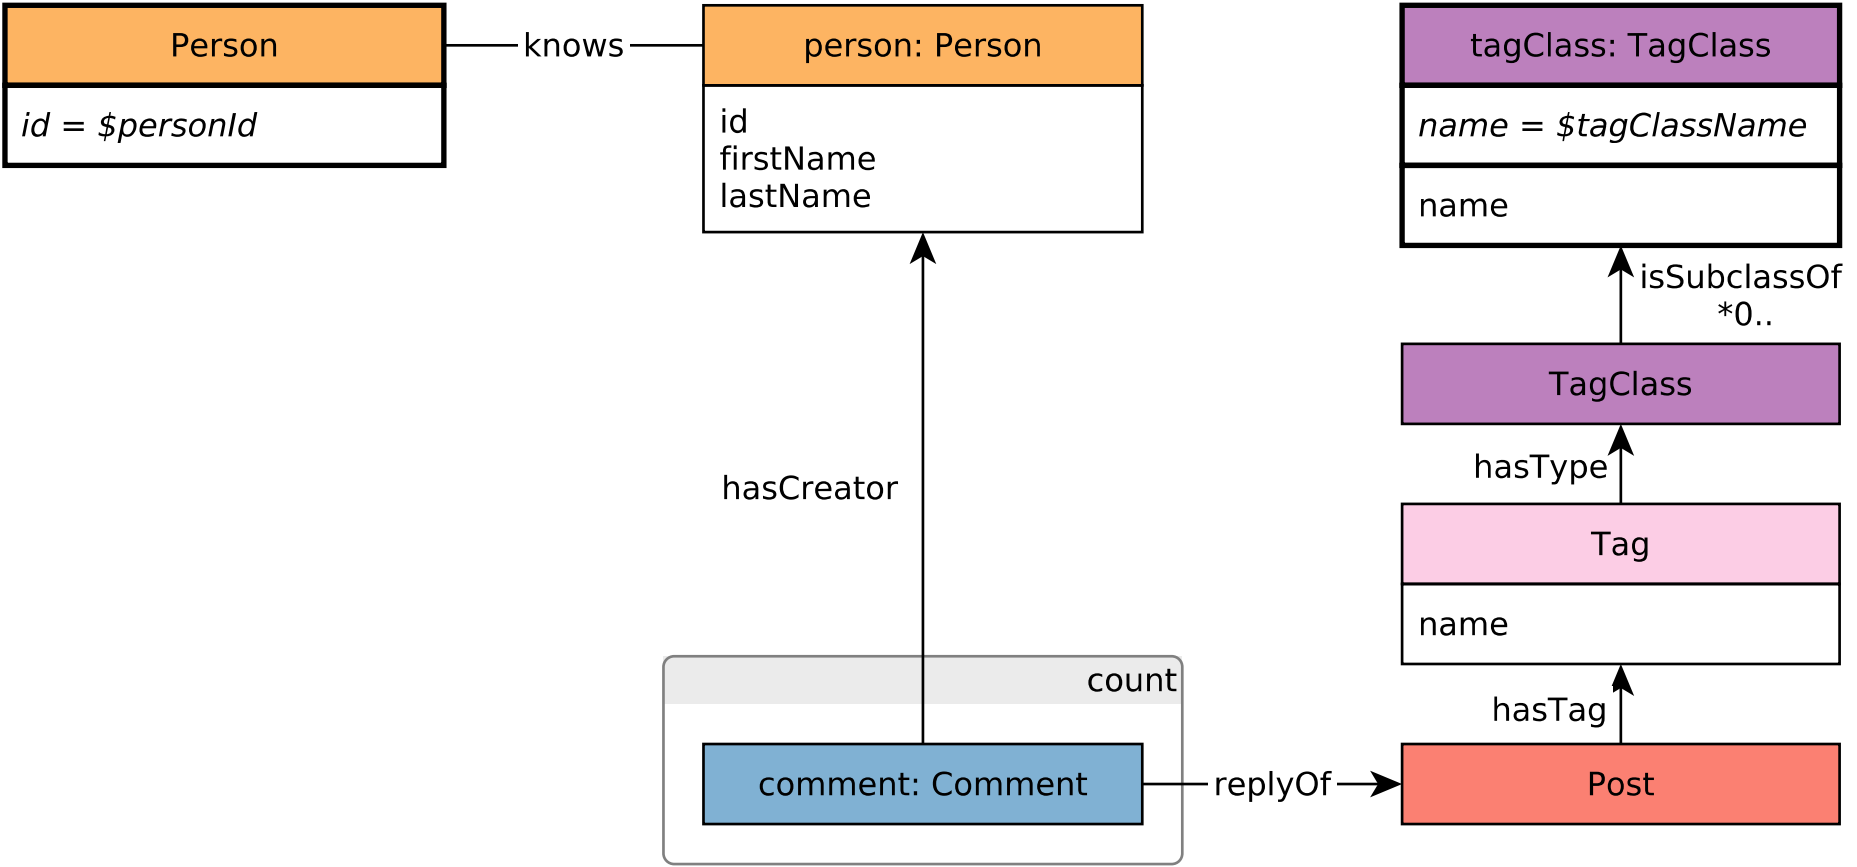 Person
id = $personId
knows
person: Person
id
firstName
lastName
tagClass: TagClass
name = $tagClassName
name
isSubclassOf
*0..
TagClass
hasType
hasCreator
Tag
name
hasTag
count
comment: Comment
replyOf
Post